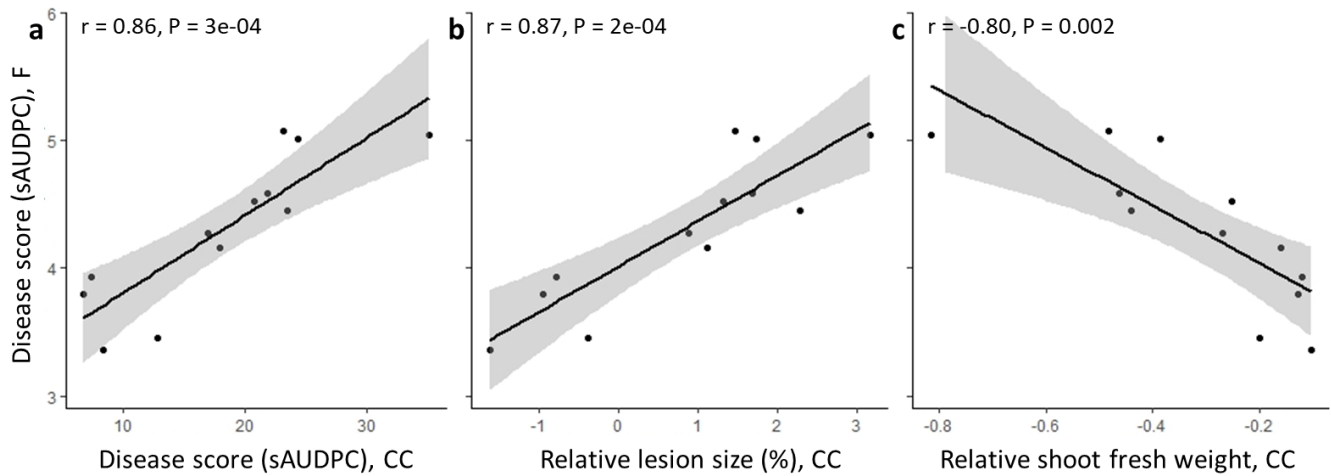 a
r = 0.86, P = 3e-04
b
r = 0.87, P = 2e-04
c
r = -0.80, P = 0.002
Disease score (sAUDPC), F
6
5
4
3
10 20 30
-1 0 1 2 3
-0.8 -0.6 -0.4 -0.2
Disease score (sAUDPC), CC
Relative lesion size (%), CC
Relative shoot fresh weight, CC